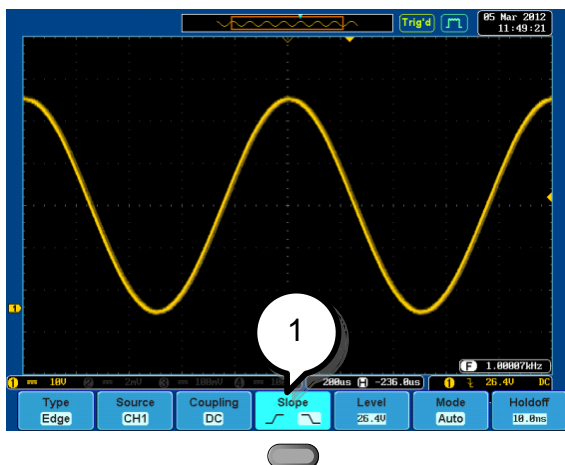 Trig'd
05 Mar 2012
11:49:21
1
1
F 1.00007kHz
1 10V 2 2mV 3 100mV 4 200us H -236.0us 1 26.4V DC
Type Source Coupling Slope Level Mode Holdoff
Edge CH1 DC 26.4V Auto 10.0ms